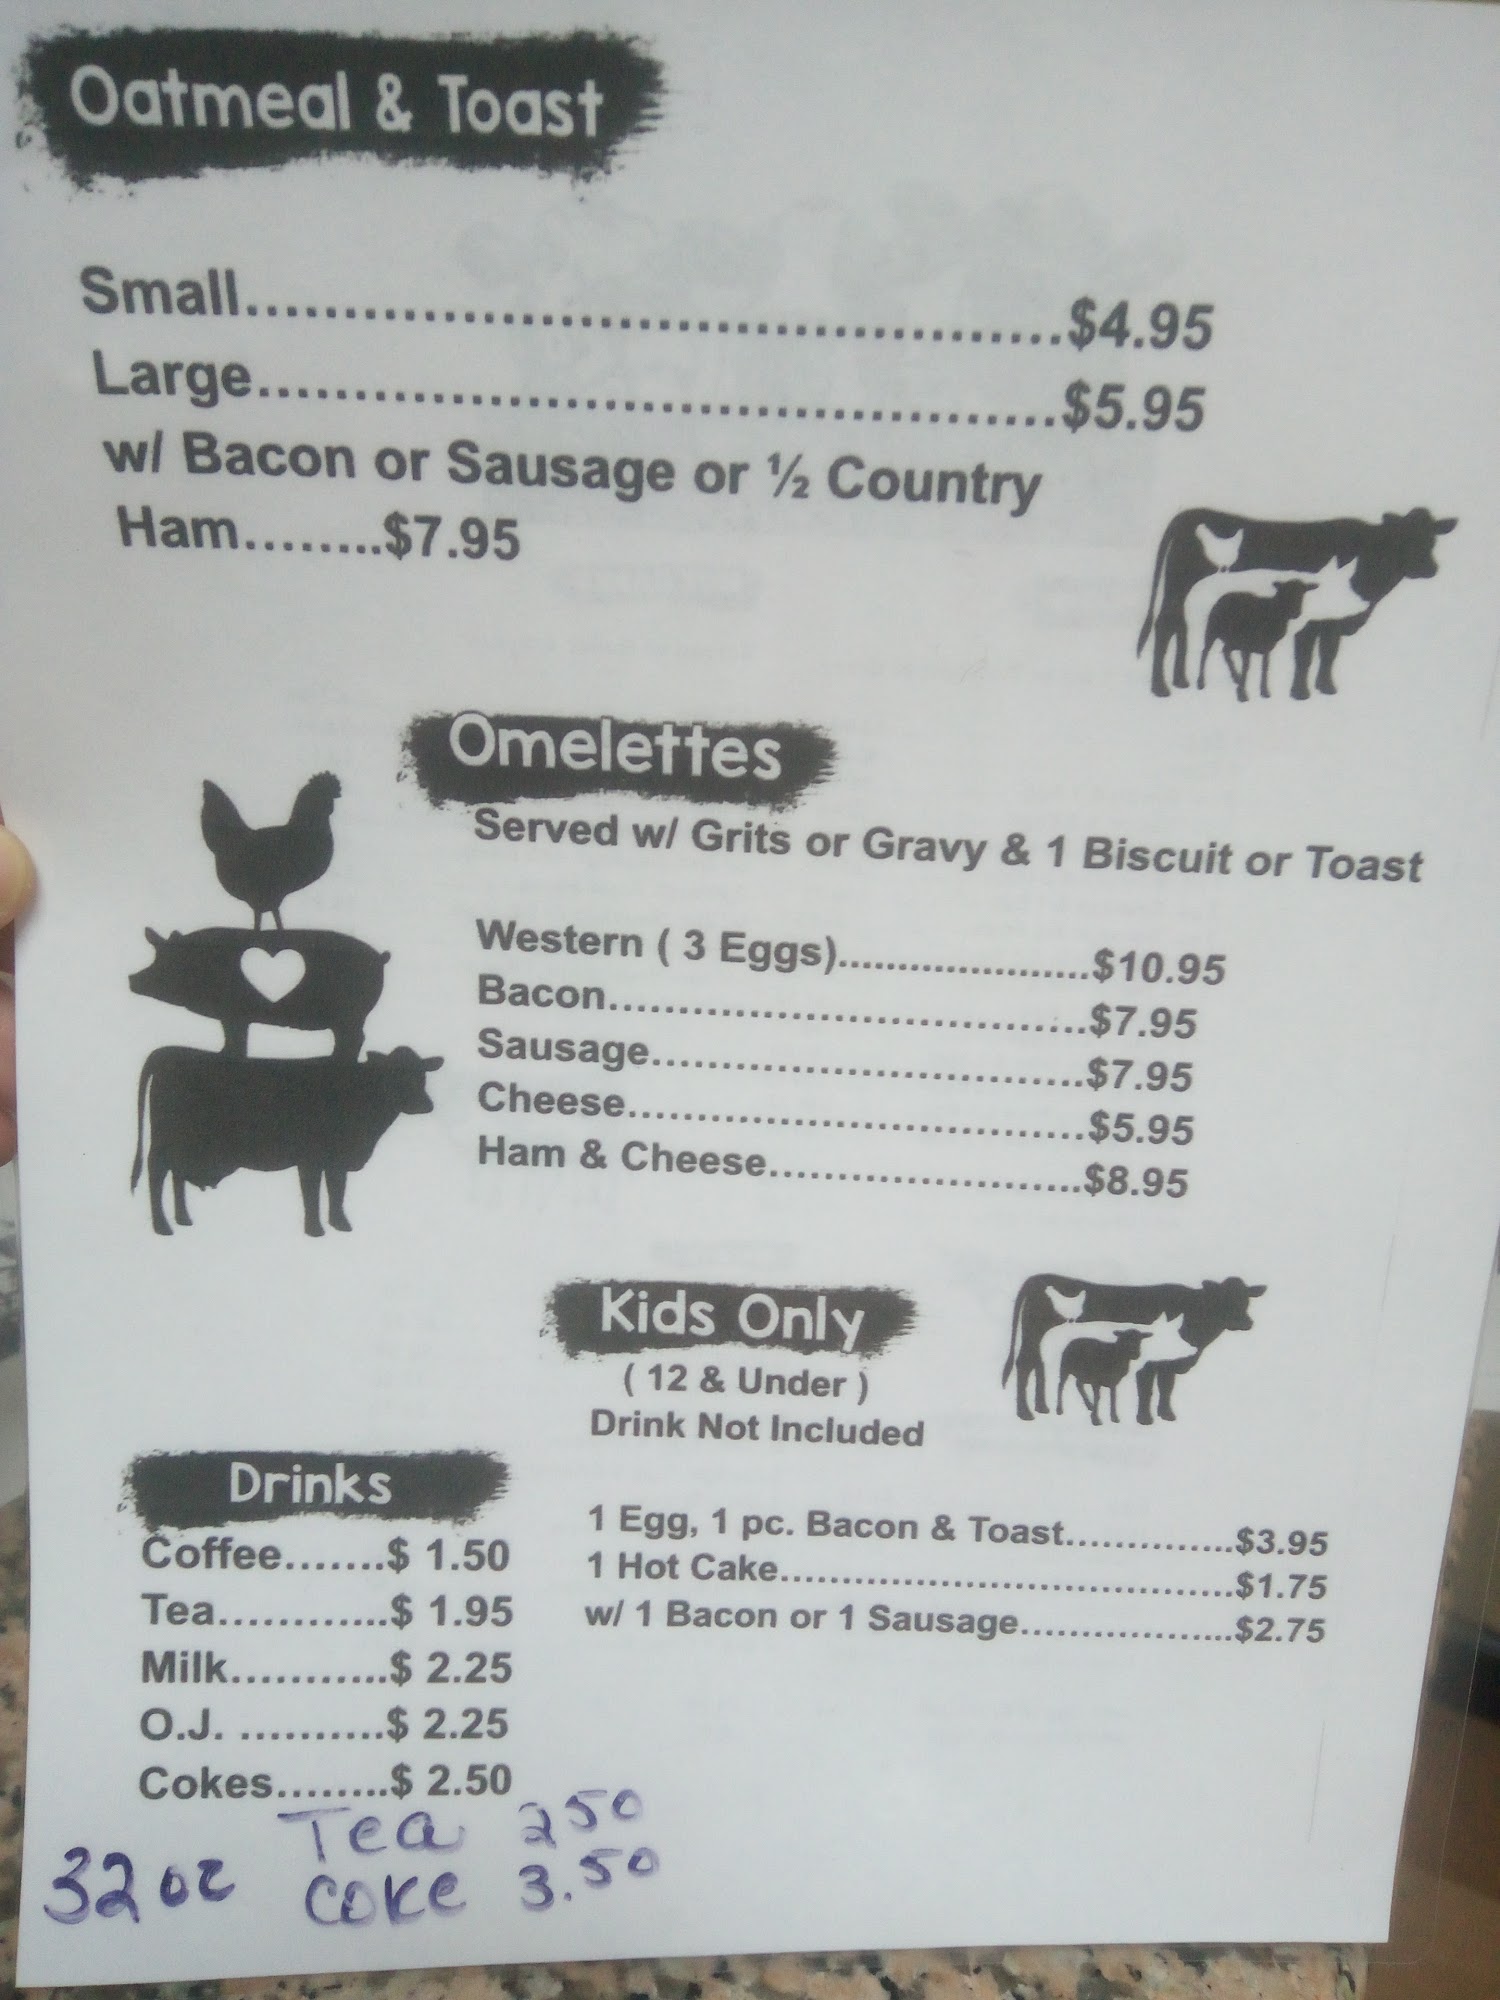 Oatmeal & Toast
Small..........................................$4.95
Large.........................................$5.95
w/ Bacon or Sausage or ½ Country
Ham........$7.95
Omelettes
Served w/ Grits or Gravy & 1 Biscuit or Toast
Western ( 3 Eggs).....................$10.95
Bacon..................................$7.95
Sausage...............................$7.95
Cheese.................................$5.95
Ham & Cheese.......................$8.95
Kids Only
( 12 & Under )
Drink Not Included
1 Egg, 1 pc. Bacon & Toast..............$3.95
1 Hot Cake.....................................$1.75
w/ 1 Bacon or 1 Sausage..................$2.75
Drinks
Coffee.......$ 1.50
Tea............$ 1.95
Milk...........$ 2.25
O.J. ..........$ 2.25
Cokes........$ 2.50
Tea 250
32 oz coke 3.50